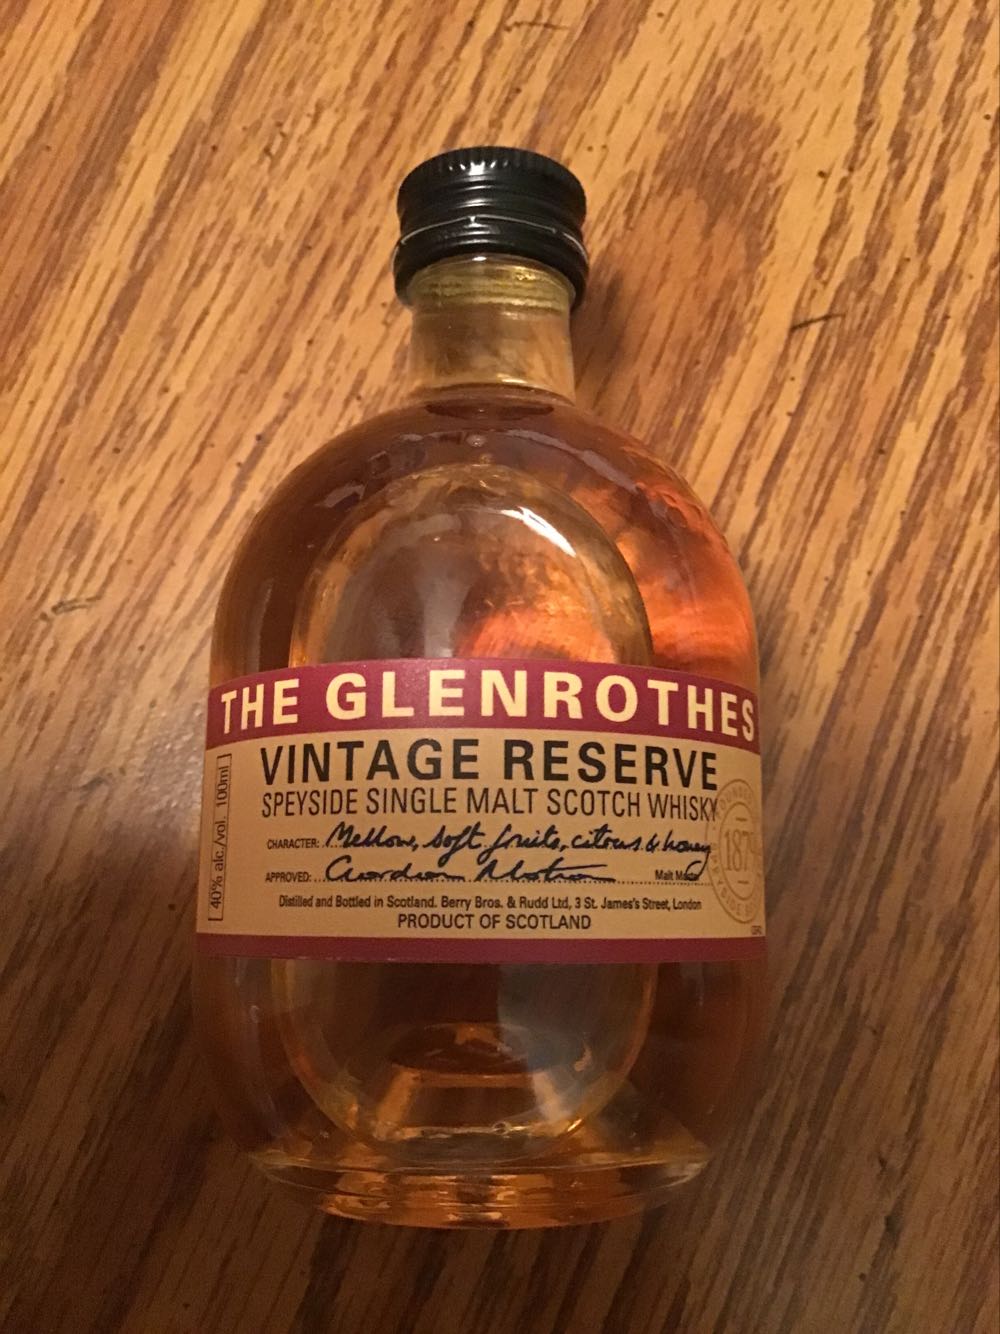 THE GLENROTHES
VINTAGE RESERVE
SPEYSIDE SINGLE MALT SCOTCH WHISKY
CHARACTER: Mellow, soft fruits, citrus & honey
APPROVED: Malt Master
Distilled and Bottled in Scotland. Berry Bros. & Rudd Ltd, 3 St. James's Street, London
PRODUCT OF SCOTLAND
40% alc./vol. 100ml
187